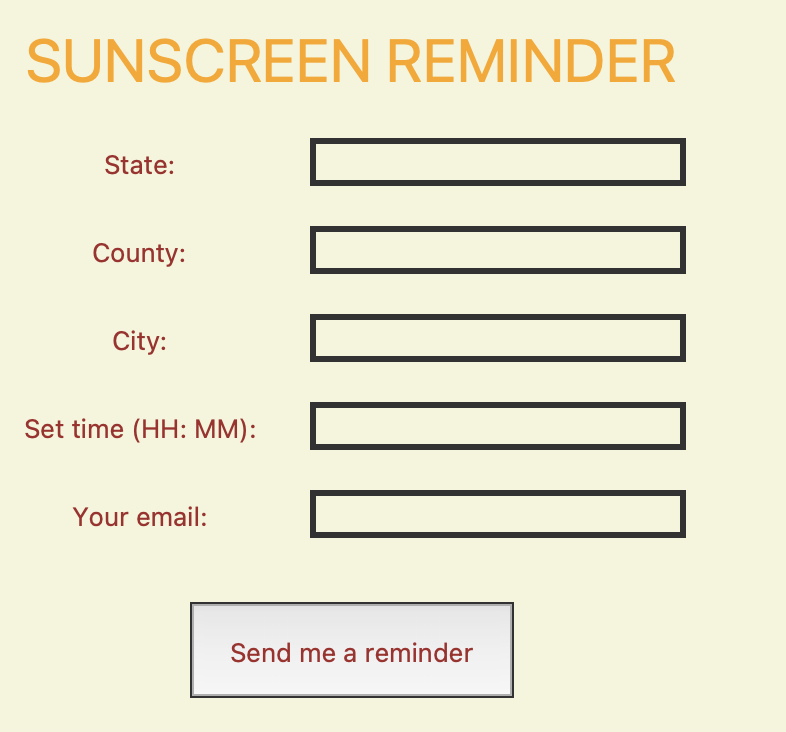 SUNSCREEN REMINDER
State:
County:
City:
Set time (HH: MM):
Your email:
Send me a reminder